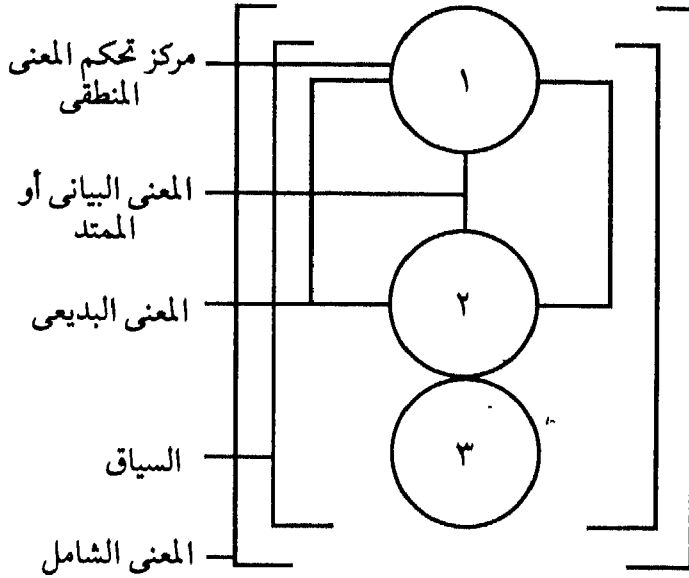 مركز تحكم المعنى
المنطقى
١
المعنى البيانى أو
الممتد
٢
المعنى البديعى
٣
السياق
المعنى الشامل